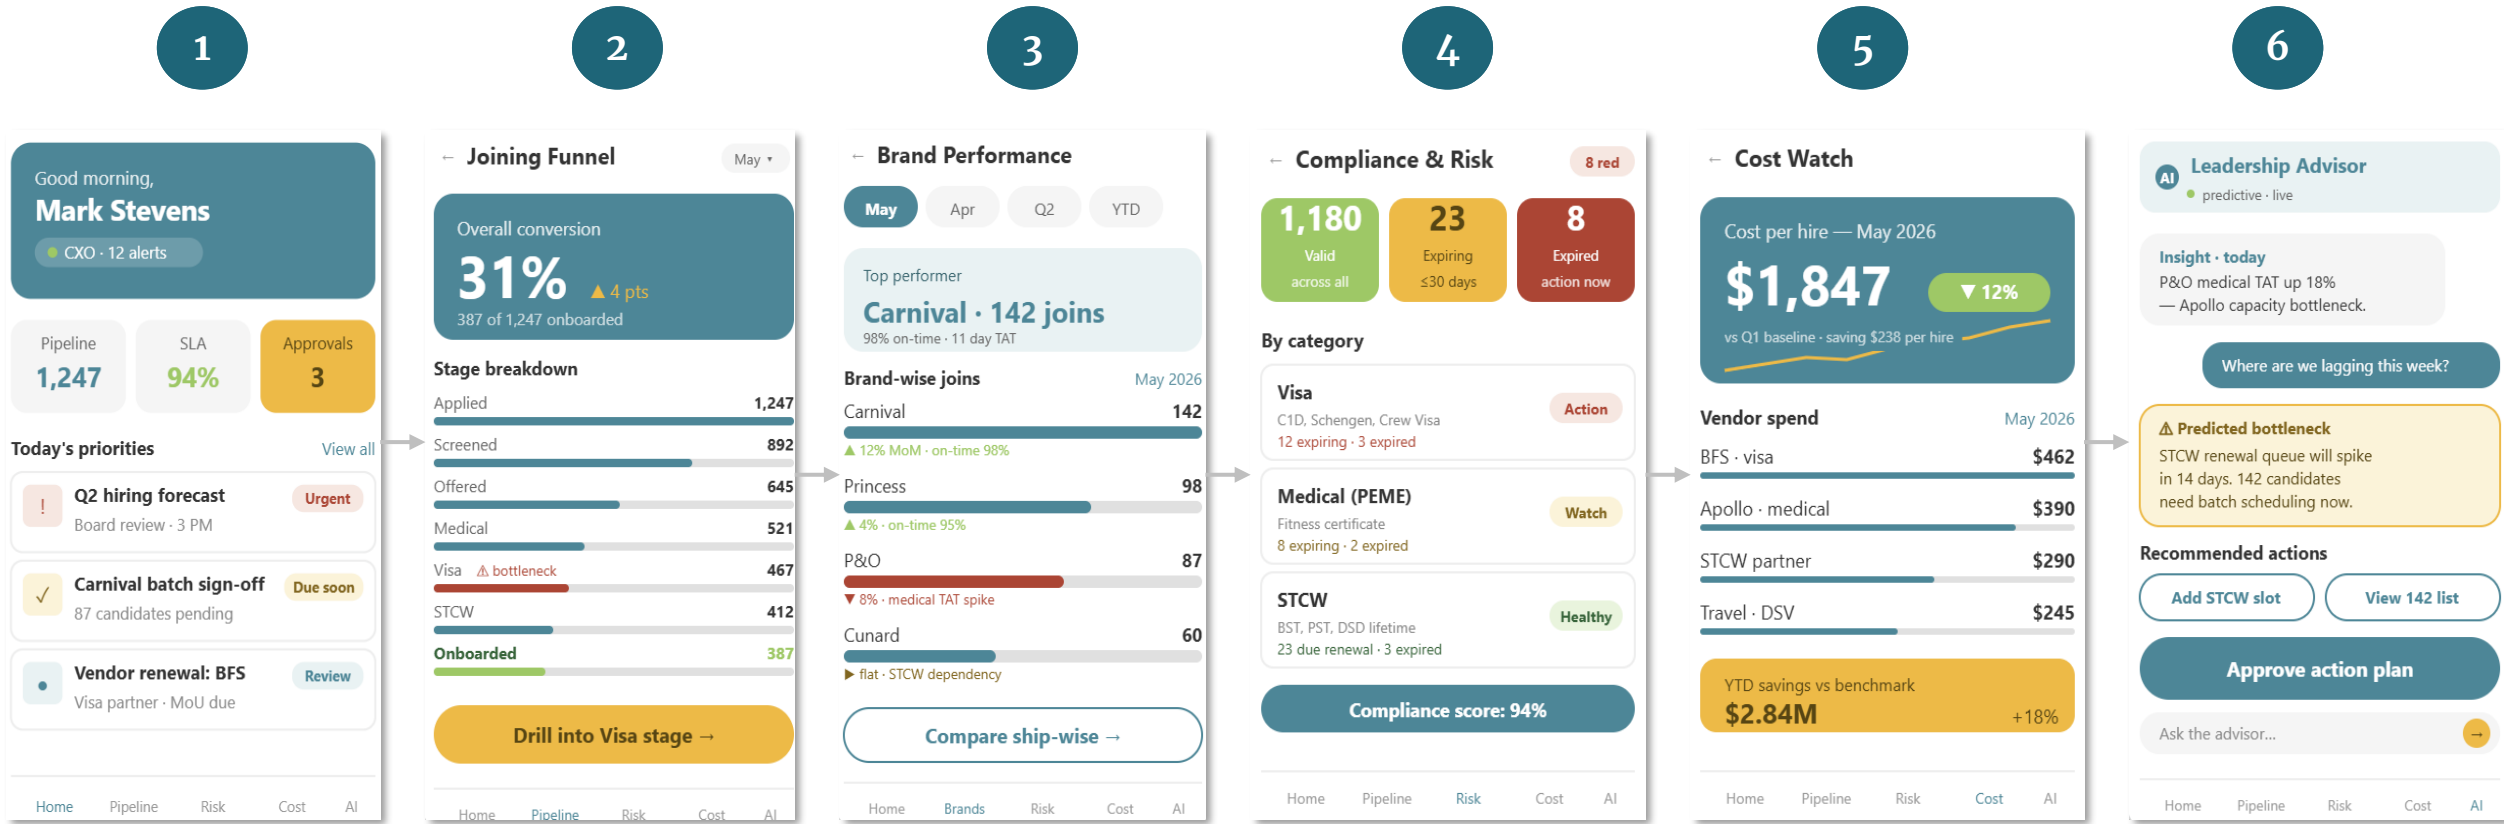 1
2
3
4
5
6
Good morning,
Mark Stevens
CXO · 12 alerts
Pipeline
1,247
SLA
94%
Approvals
3
Today's priorities
View all
!
Q2 hiring forecast
Board review · 3 PM
Urgent
✓
Carnival batch sign-off
87 candidates pending
Due soon
Vendor renewal: BFS
Visa partner · MoU due
Review
Home Pipeline Risk Cost AI
← Joining Funnel
May ▾
Overall conversion
31% ▲ 4 pts
387 of 1,247 onboarded
Stage breakdown
Applied 1,247
Screened 892
Offered 645
Medical 521
Visa ⚠ bottleneck 467
STCW 412
Onboarded 387
Drill into Visa stage →
Home Pipeline Risk Cost AI
← Brand Performance
May Apr Q2 YTD
Top performer
Carnival · 142 joins
98% on-time · 11 day TAT
Brand-wise joins May 2026
Carnival 142
▲ 12% MoM · on-time 98%
Princess 98
▲ 4% · on-time 95%
P&O 87
▼ 8% · medical TAT spike
Cunard 60
▶ flat · STCW dependency
Compare ship-wise →
Home Brands Risk Cost AI
← Compliance & Risk
8 red
1,180
Valid
across all
23
Expiring
≤30 days
8
Expired
action now
By category
Visa
C1D, Schengen, Crew Visa
12 expiring · 3 expired
Action
Medical (PEME)
Fitness certificate
8 expiring · 2 expired
Watch
STCW
BST, PST, DSD lifetime
23 due renewal · 3 expired
Healthy
Compliance score: 94%
Home Pipeline Risk Cost AI
← Cost Watch
Cost per hire — May 2026
$1,847
▼ 12%
vs Q1 baseline · saving $238 per hire
Vendor spend May 2026
BFS · visa $462
Apollo · medical $390
STCW partner $290
Travel · DSV $245
YTD savings vs benchmark
$2.84M +18%
Home Pipeline Risk Cost AI
AI
Leadership Advisor
predictive · live
Insight · today
P&O medical TAT up 18%
— Apollo capacity bottleneck.
Where are we lagging this week?
⚠ Predicted bottleneck
STCW renewal queue will spike
in 14 days. 142 candidates
need batch scheduling now.
Recommended actions
Add STCW slot
View 142 list
Approve action plan
Ask the advisor... →
Home Pipeline Risk Cost AI